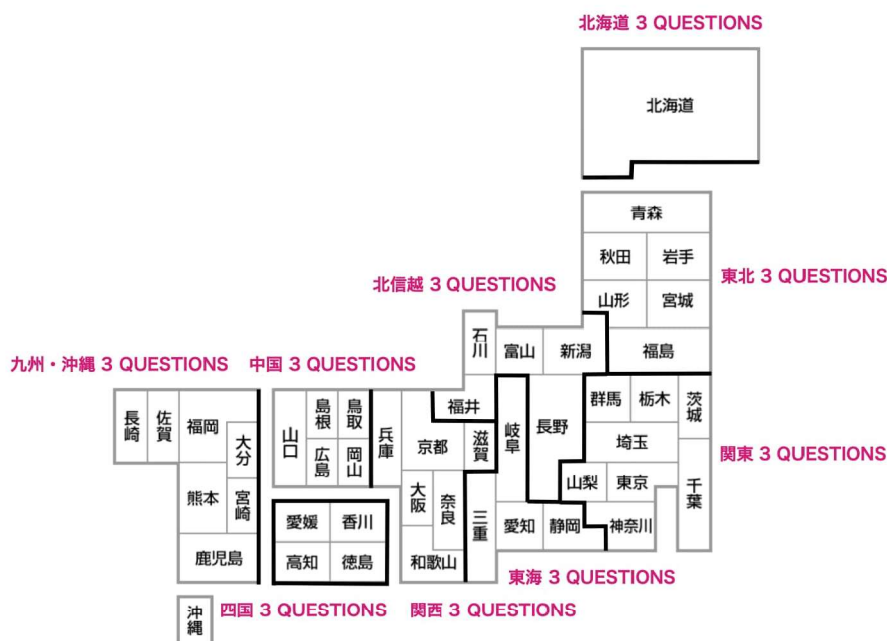 北海道 3 QUESTIONS
北海道
青森
秋田
岩手
東北 3 QUESTIONS
北信越 3 QUESTIONS
山形
宮城
石川
富山
新潟
福島
九州・沖縄 3 QUESTIONS
中国 3 QUESTIONS
長崎
佐賀
福岡
大分
山口
島根
鳥取
兵庫
福井
岐阜
長野
群馬
栃木
茨城
京都
滋賀
埼玉
関東 3 QUESTIONS
広島
岡山
熊本
宮崎
大阪
奈良
三重
山梨
東京
千葉
愛媛
香川
愛知
静岡
神奈川
鹿児島
高知
徳島
和歌山
東海 3 QUESTIONS
沖縄
四国 3 QUESTIONS
関西 3 QUESTIONS